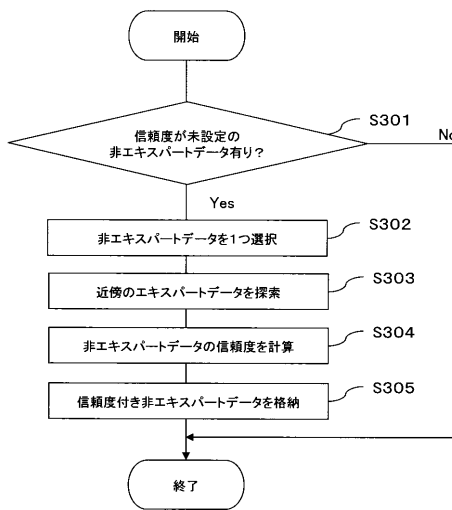 開始
信頼度が未設定の
非エキスパートデータ有り?
S301
No
Yes
非エキスパートデータを1つ選択
S302
近傍のエキスパートデータを探索
S303
非エキスパートデータの信頼度を計算
S304
信頼度付き非エキスパートデータを格納
S305
終了